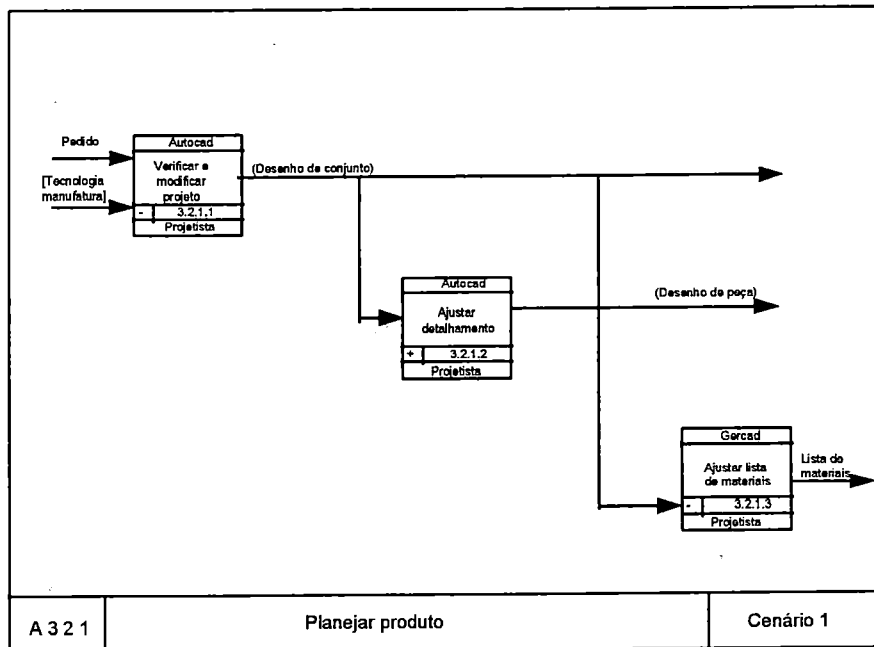 Pedido
[Tecnologia
manufatura]
Autocad
Verificar e
modificar
projeto
- 3.2.1.1
Projetista
(Desenho de conjunto)
Autocad
Ajustar
detalhamento
+ 3.2.1.2
Projetista
(Desenho de peça)
Gercad
Ajustar lista
de materiais
- 3.2.1.3
Projetista
Lista de
materiais
A 3 2 1
Planejar produto
Cenário 1